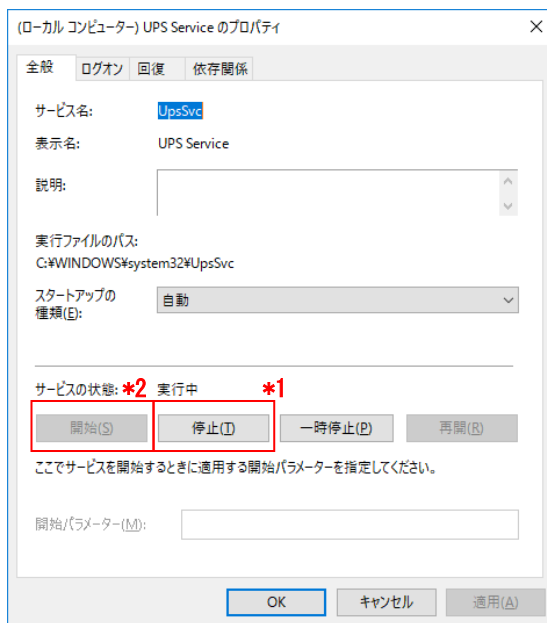 (ローカル コンピューター) UPS Service のプロパティ
全般 ログオン 回復 依存関係
サービス名: UpsSvc
表示名: UPS Service
説明:
実行ファイルのパス:
C:¥WINDOWS¥system32¥UpsSvc
スタートアップの
種類(E): 自動
サービスの状態: *2 実行中 *1
開始(S) 停止(T) 一時停止(P) 再開(R)
ここでサービスを開始するときに適用する開始パラメーターを指定してください。
開始パラメーター(M):
OK キャンセル 適用(A)